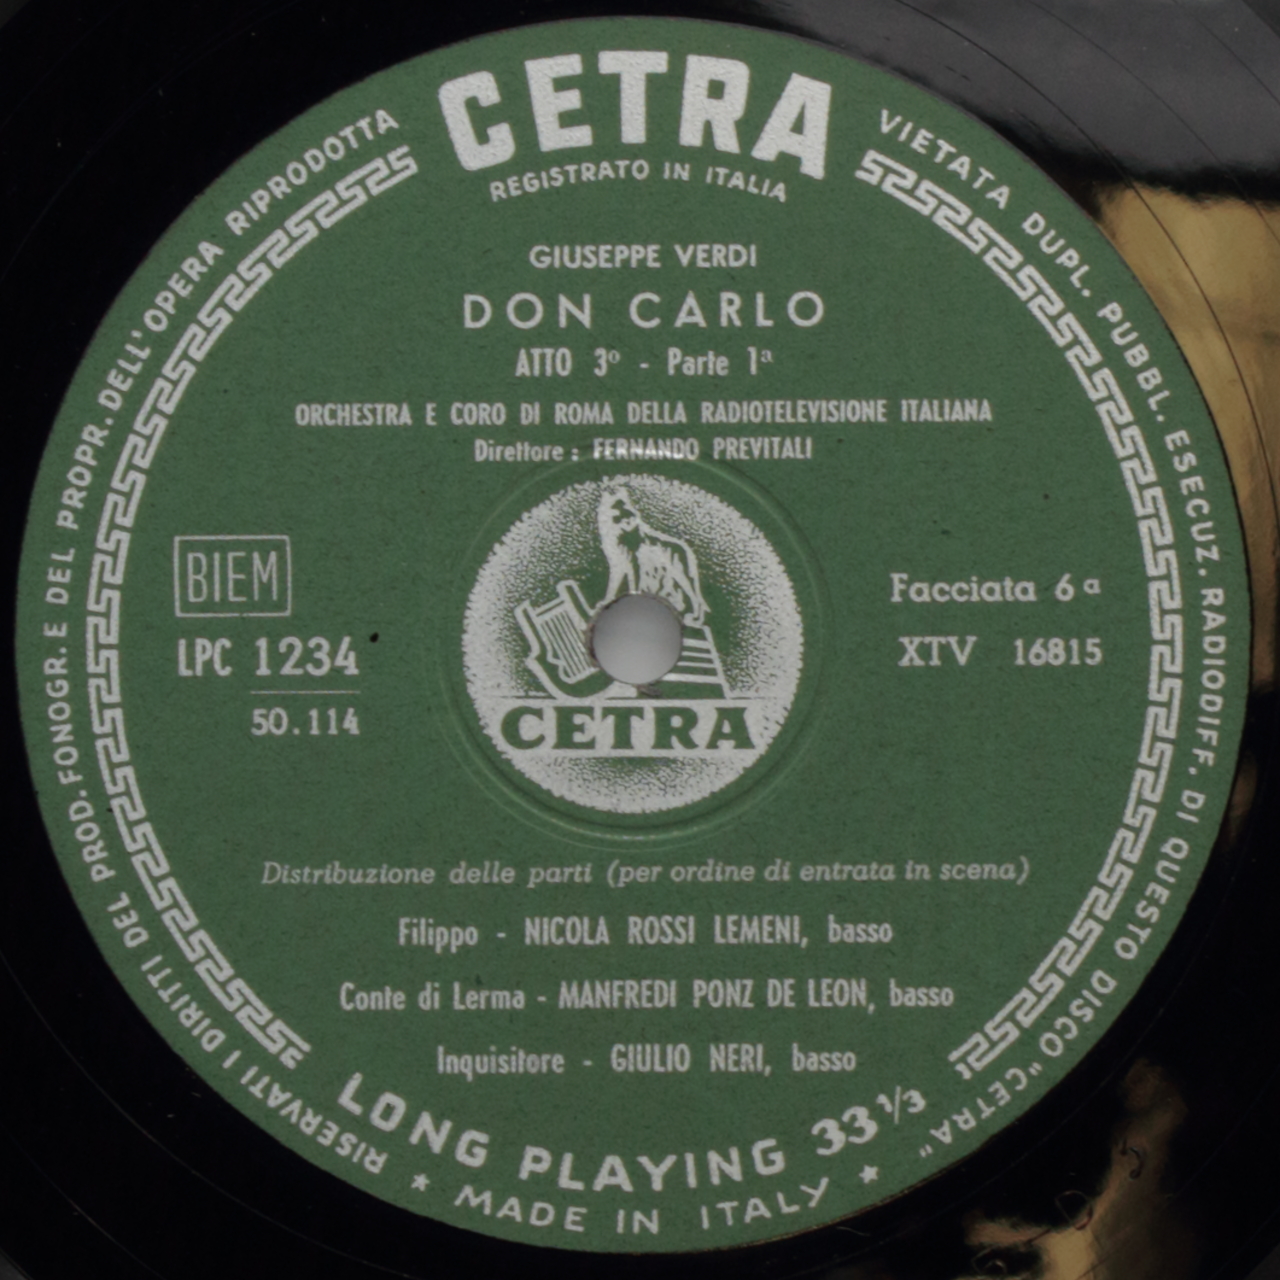 CETRA
REGISTRATO IN ITALIA
RISERVATI I DIRITTI DEL PROD. FONOGR. E DEL PROPR. DELL'OPERA RIPRODOTTA
VIETATA DUPL. PUBBL. ESECUZ. RADIODIFF. DI QUESTO DISCO "CETRA"
GIUSEPPE VERDI
DON CARLO
ATTO 3º - Parte 1ª
ORCHESTRA E CORO DI ROMA DELLA RADIOTELEVISIONE ITALIANA
Direttore : FERNANDO PREVITALI
BIEM
LPC 1234
50.114
Facciata 6ª
XTV 16815
CETRA
Distribuzione delle parti (per ordine di entrata in scena)
Filippo - NICOLA ROSSI LEMENI, basso
Conte di Lerma - MANFREDI PONZ DE LEON, basso
Inquisitore - GIULIO NERI, basso
LONG PLAYING 33 1/3
★ MADE IN ITALY ★